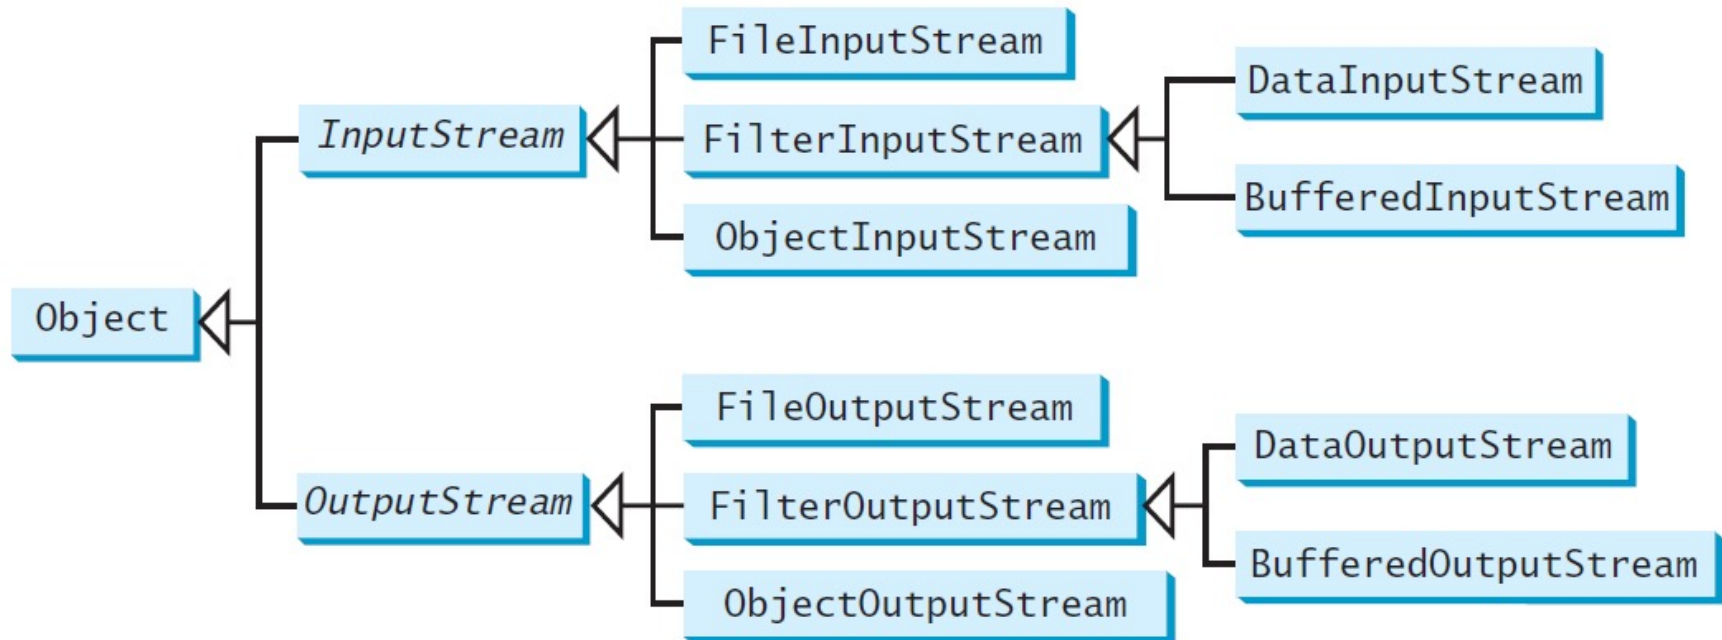 FileInputStream
DataInputStream
InputStream
FilterInputStream
BufferedInputStream
ObjectInputStream
Object
FileOutputStream
DataOutputStream
OutputStream
FilterOutputStream
BufferedOutputStream
ObjectOutputStream